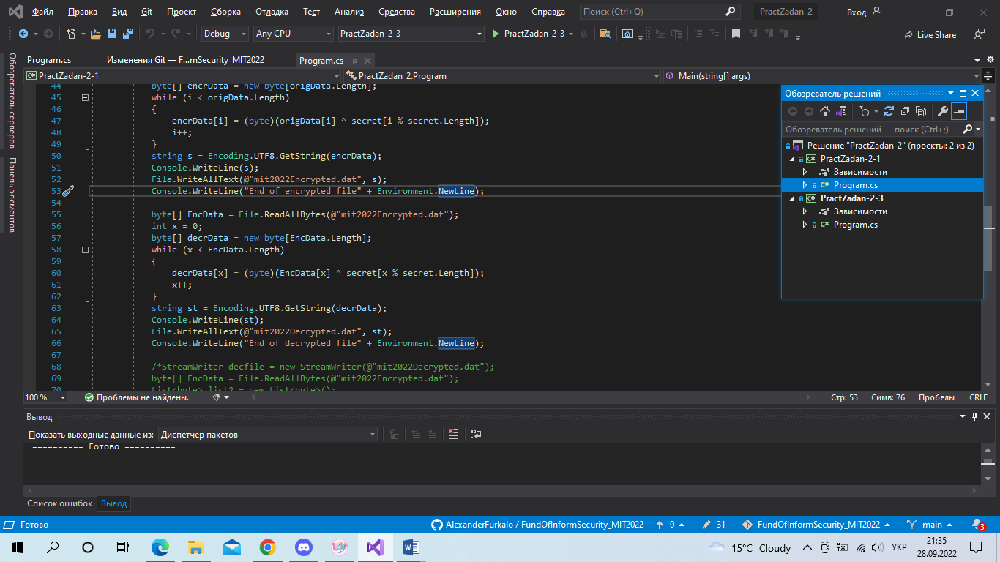 Файл Правка Вид Git Проект Сборка Отладка Тест Анализ Средства Расширения Окно Справка Поиск (Ctrl+Q) PractZadan-2 Вход
Debug Any CPU PractZadan-2-3 PractZadan-2-3 Live Share
Обозреватель серверов
Панель элементов
Program.cs Изменения Git — F...mSecurity_MIT2022 Program.cs
C# PractZadan-2-1 PractZadan_2.Program Main(string[] args)
44 byte[] encrData = new byte[origData.Length];
45 while (i < origData.Length)
46 {
47 encrData[i] = (byte)(origData[i] ^ secret[i % secret.Length]);
48 i++;
49 }
50 string s = Encoding.UTF8.GetString(encrData);
51 Console.WriteLine(s);
52 File.WriteAllText(@"mit2022Encrypted.dat", s);
53 Console.WriteLine("End of encrypted file" + Environment.NewLine);
54
55 byte[] EncData = File.ReadAllBytes(@"mit2022Encrypted.dat");
56 int x = 0;
57 byte[] decrData = new byte[EncData.Length];
58 while (x < EncData.Length)
59 {
60 decrData[x] = (byte)(EncData[x] ^ secret[x % secret.Length]);
61 x++;
62 }
63 string st = Encoding.UTF8.GetString(decrData);
64 Console.WriteLine(st);
65 File.WriteAllText(@"mit2022Decrypted.dat", st);
66 Console.WriteLine("End of decrypted file" + Environment.NewLine);
67
68 /*StreamWriter decfile = new StreamWriter(@"mit2022Decrypted.dat");
69 byte[] EncData = File.ReadAllBytes(@"mit2022Encrypted.dat");
70 List<byte> list2 = new List<byte>();
Обозреватель решений
Обозреватель решений — поиск (Ctrl+;)
Решение "PractZadan-2" (проекты: 2 из 2)
C# PractZadan-2-1
Зависимости
C# Program.cs
C# PractZadan-2-3
Зависимости
C# Program.cs
100 % Проблемы не найдены. Стр: 53 Симв: 76 Пробелы CRLF
Вывод
Показать выходные данные из: Диспетчер пакетов
========== Готово ==========
Список ошибок Вывод
Готово AlexanderFurkalo / FundOfInformSecurity_MIT2022 0 31 FundOfInformSecurity_MIT2022 main 3
15°C Cloudy УКР 21:35
28.09.2022